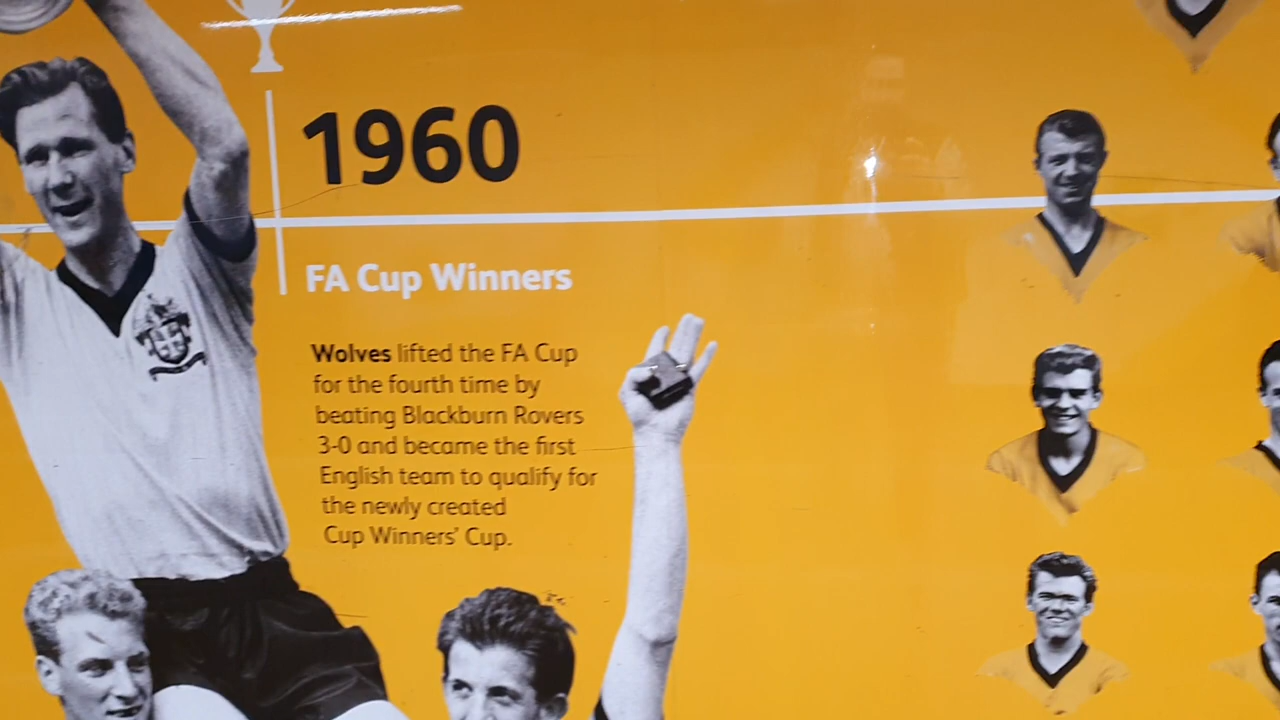 1960
FA Cup Winners
Wolves lifted the FA Cup
for the fourth time by
beating Blackburn Rovers
3-0 and became the first
English team to qualify for
the newly created
Cup Winners' Cup.